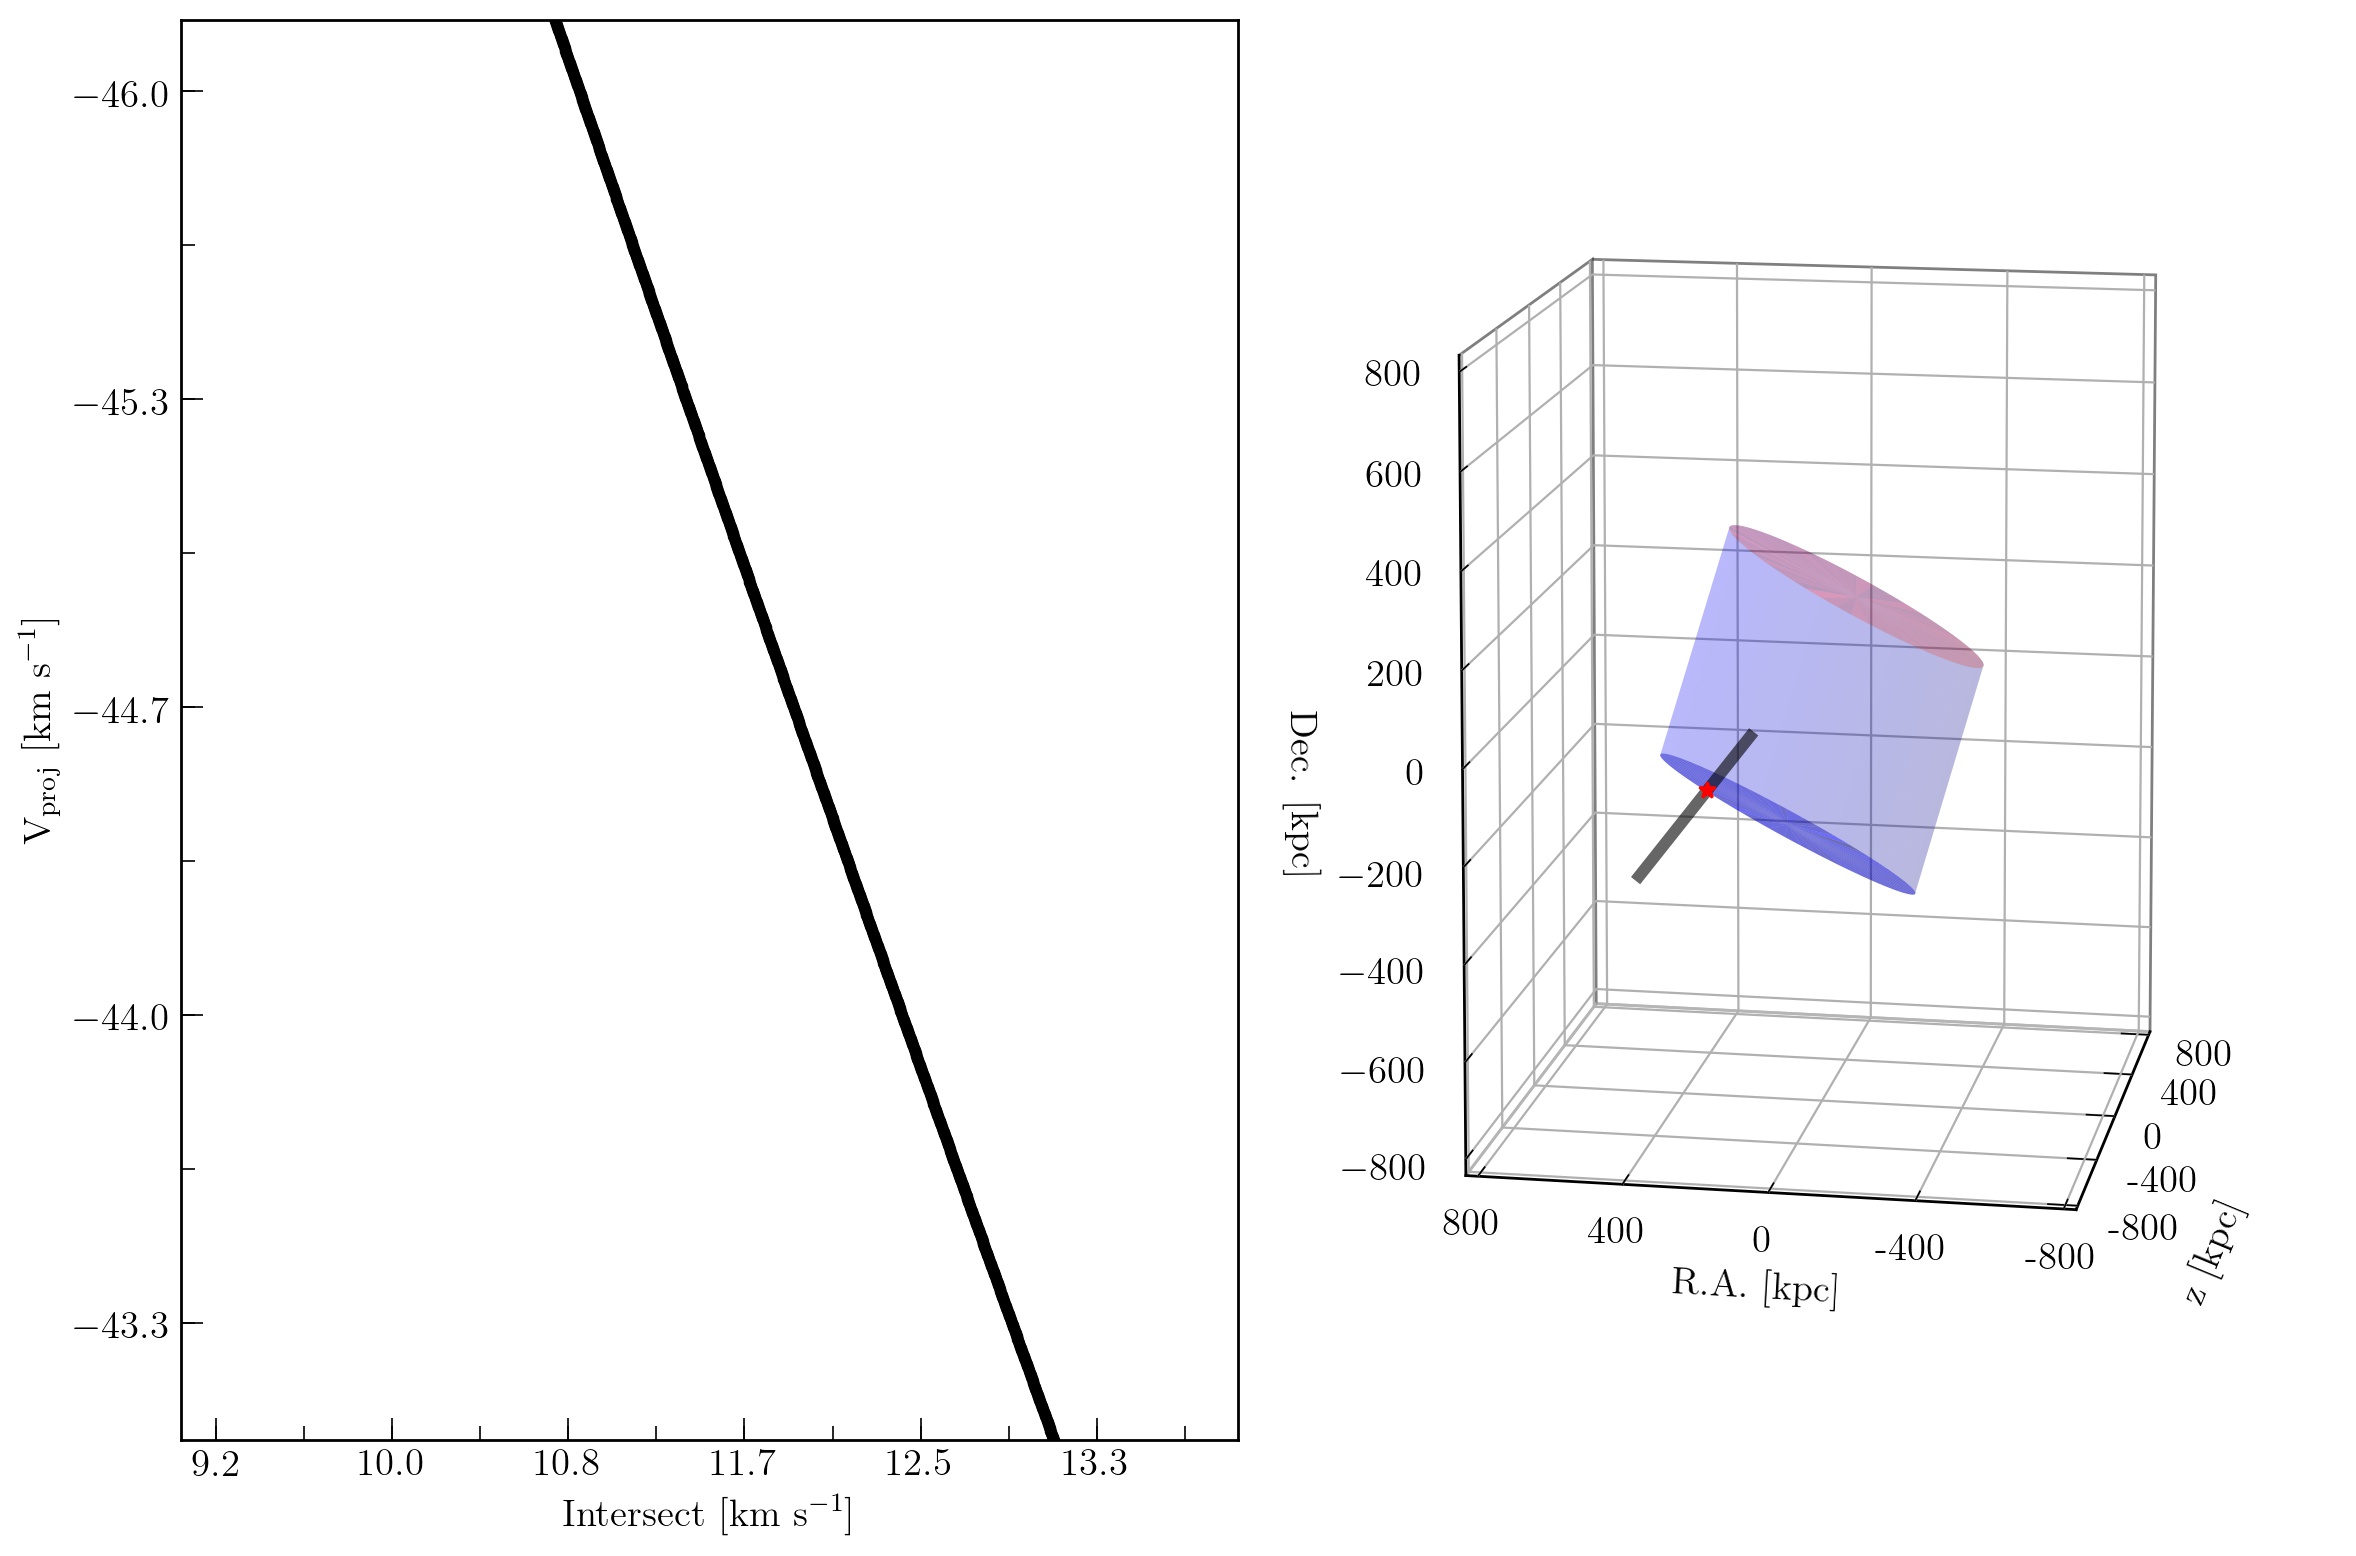 −46.0
−45.3
−44.7
−44.0
−43.3
V_proj [km s⁻¹]
9.2 10.0 10.8 11.7 12.5 13.3
Intersect [km s⁻¹]
800
600
400
200
0
−200
−400
−600
−800
Dec. [kpc]
800 400 0 -400 -800
R.A. [kpc]
800
400
0
-400
-800
z [kpc]